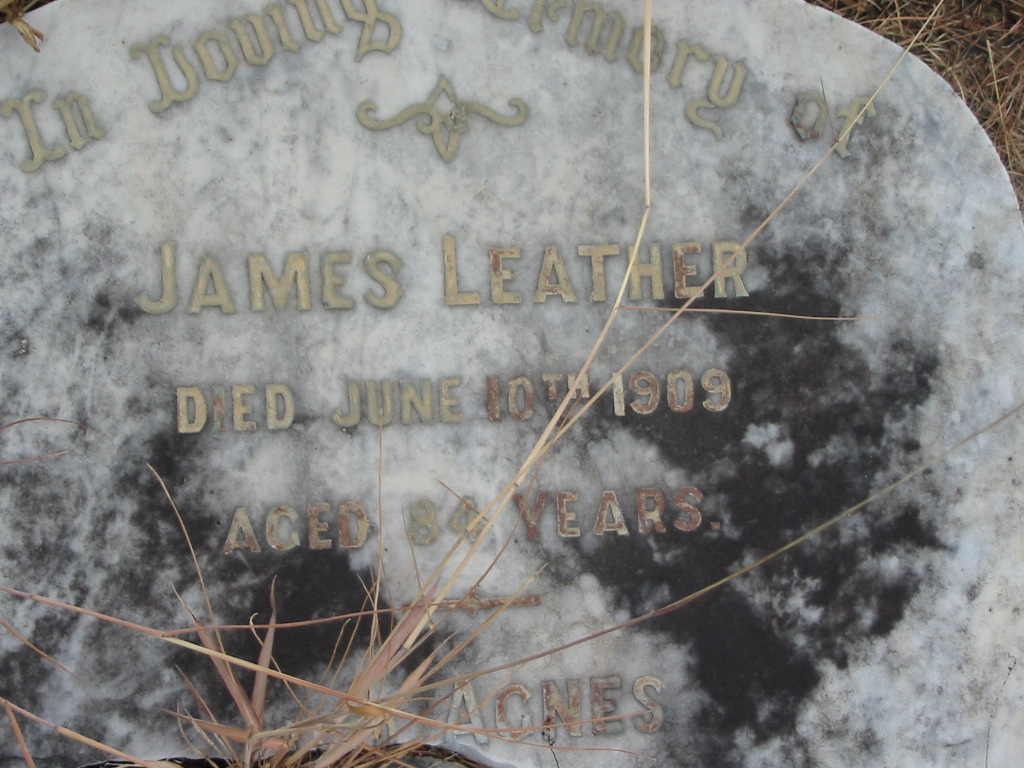 In Loving Memory of
JAMES LEATHER
DIED JUNE 10TH 1909
AGED 84 YEARS.
AGNES